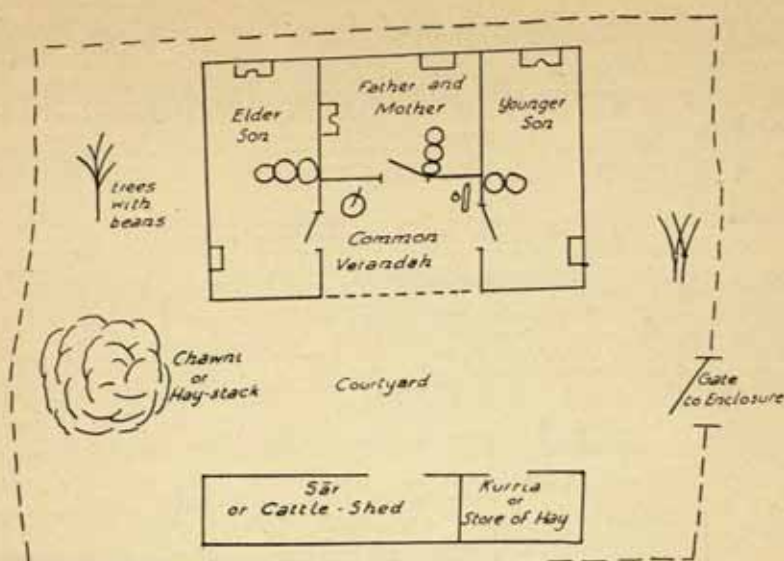 Elder
Son
Father and
Mother
Younger
Son
trees
with
beans
Common
Verandah
Chawni
or
Hay-stack
Courtyard
Gate
to Enclosure
Sār
or Cattle - Shed
Kurria
or
Store of Hay